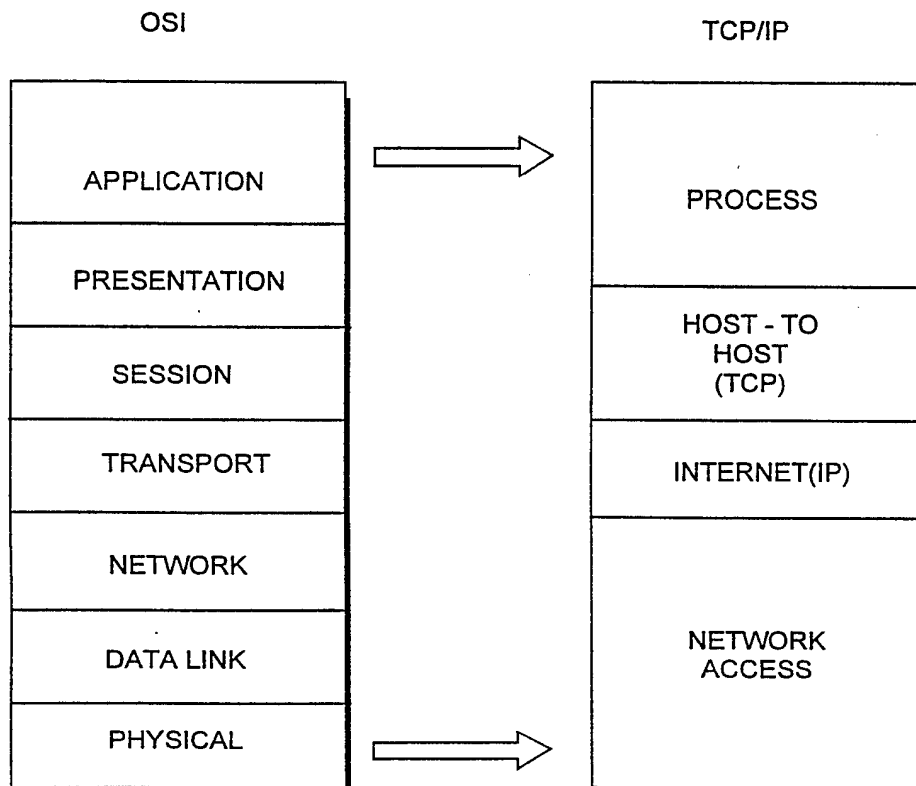 OSI
TCP/IP
APPLICATION
PRESENTATION
SESSION
TRANSPORT
NETWORK
DATA LINK
PHYSICAL
PROCESS
HOST - TO
HOST
(TCP)
INTERNET(IP)
NETWORK
ACCESS